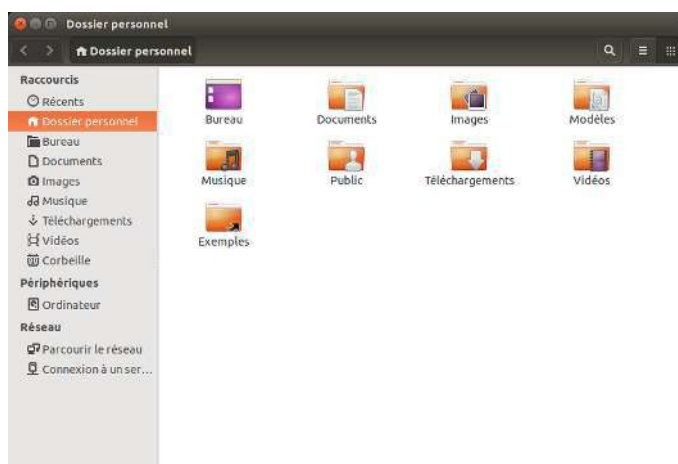 Dossier personnel
Dossier personnel
Raccourcis
Récents
Dossier personnel
Bureau
Documents
Images
Musique
Téléchargements
Vidéos
Corbeille
Périphériques
Ordinateur
Réseau
Parcourir le réseau
Connexion à un ser...
Bureau Documents Images Modèles
Musique Public Téléchargements Vidéos
Exemples